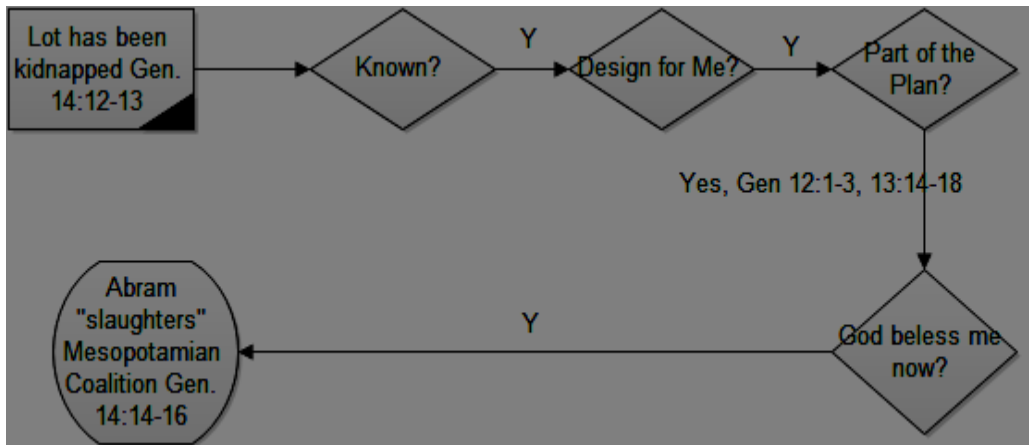 Lot has been
kidnapped Gen.
14:12-13
Known?
Y
Design for Me?
Y
Part of the
Plan?
Yes, Gen 12:1-3, 13:14-18
God beless me
now?
Y
Abram
"slaughters"
Mesopotamian
Coalition Gen.
14:14-16